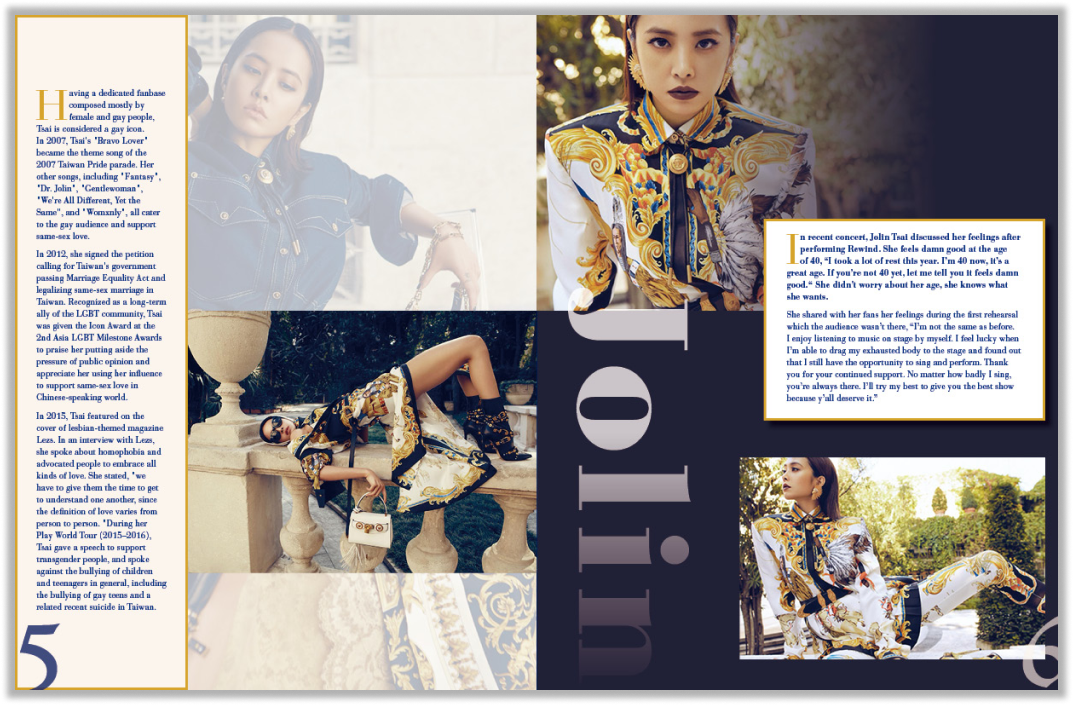 Having a dedicated fanbase
composed mostly by
female and gay people,
Tsai is considered a gay icon.
In 2007, Tsai's "Bravo Lover"
became the theme song of the
2007 Taiwan Pride parade. Her
other songs, including "Fantasy",
"Dr. Jolin", "Gentlewoman",
"We're All Different, Yet the
Same", and "Womxnly", all cater
to the gay audience and support
same-sex love.
In 2012, she signed the petition
calling for Taiwan's government
passing Marriage Equality Act and
legalizing same-sex marriage in
Taiwan. Recognized as a long-term
ally of the LGBT community, Tsai
was given the Icon Award at the
2nd Asia LGBT Milestone Awards
to praise her putting aside the
pressure of public opinion and
appreciate her using her influence
to support same-sex love in
Chinese-speaking world.
In 2015, Tsai featured on the
cover of lesbian-themed magazine
Lezs. In an interview with Lezs,
she spoke about homophobia and
advocated people to embrace all
kinds of love. She stated, "we
have to give them the time to get
to understand one another, since
the definition of love varies from
person to person. "During her
Play World Tour (2015–2016),
Tsai gave a speech to support
transgender people, and spoke
against the bullying of children
and teenagers in general, including
the bullying of gay teens and a
related recent suicide in Taiwan.
5
Jolin
In recent concert, Jolin Tsai discussed her feelings after
performing Rewind. She feels damn good at the age
of 40, “I took a lot of rest this year. I’m 40 now, it’s a
great age. If you’re not 40 yet, let me tell you it feels damn
good.“ She didn’t worry about her age, she knows what
she wants.
She shared with her fans her feelings during the first rehearsal
which the audience wasn’t there, “I’m not the same as before.
I enjoy listening to music on stage by myself. I feel lucky when
I’m able to drag my exhausted body to the stage and found out
that I still have the opportunity to sing and perform. Thank
you for your continued support. No matter how badly I sing,
you’re always there. I’ll try my best to give you the best show
because y’all deserve it.”